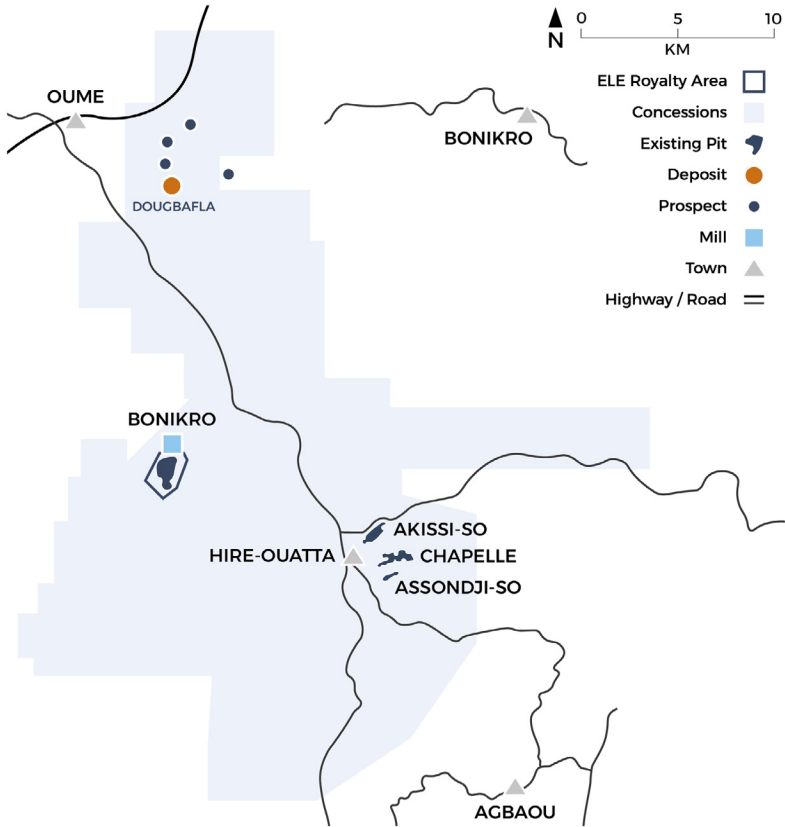 0 5 10
KM
N
ELE Royalty Area
Concessions
Existing Pit
Deposit
Prospect
Mill
Town
Highway / Road
OUME
BONIKRO
DOUGBAFLA
BONIKRO
AKISSI-SO
HIRE-OUATTA
CHAPELLE
ASSONDJI-SO
AGBAOU